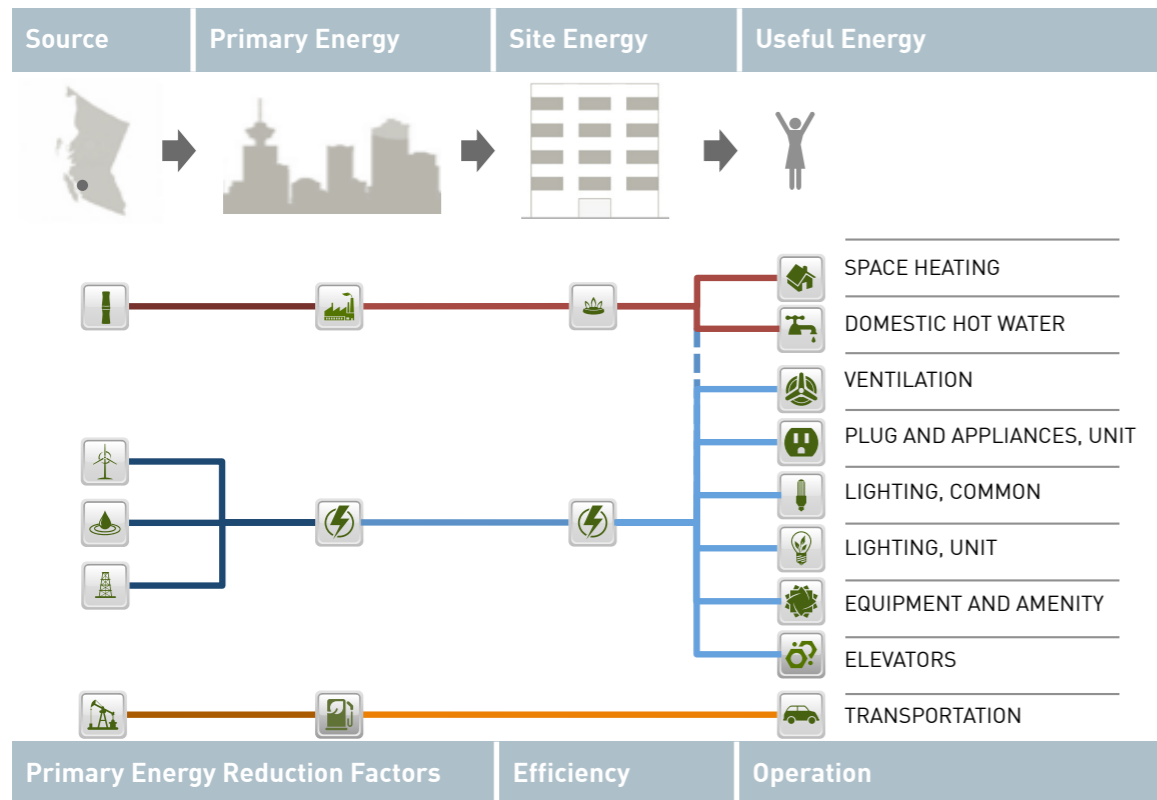 Source
Primary Energy
Site Energy
Useful Energy
SPACE HEATING
DOMESTIC HOT WATER
VENTILATION
PLUG AND APPLIANCES, UNIT
LIGHTING, COMMON
LIGHTING, UNIT
EQUIPMENT AND AMENITY
ELEVATORS
TRANSPORTATION
Primary Energy Reduction Factors
Efficiency
Operation